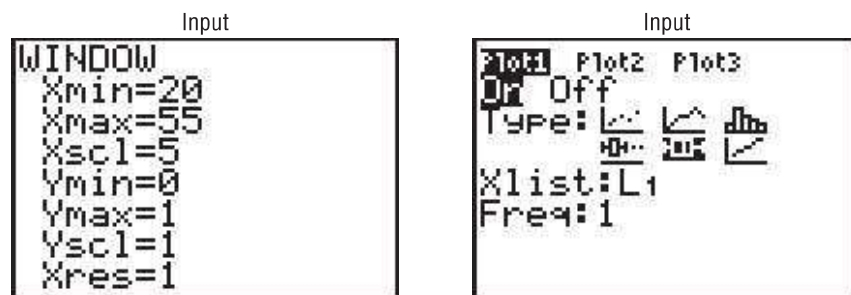 Input
WINDOW
Xmin=20
Xmax=55
Xscl=5
Ymin=0
Ymax=1
Yscl=1
Xres=1
Input
Plot1 Plot2 Plot3
On Off
Type:
Xlist:L1
Freq:1